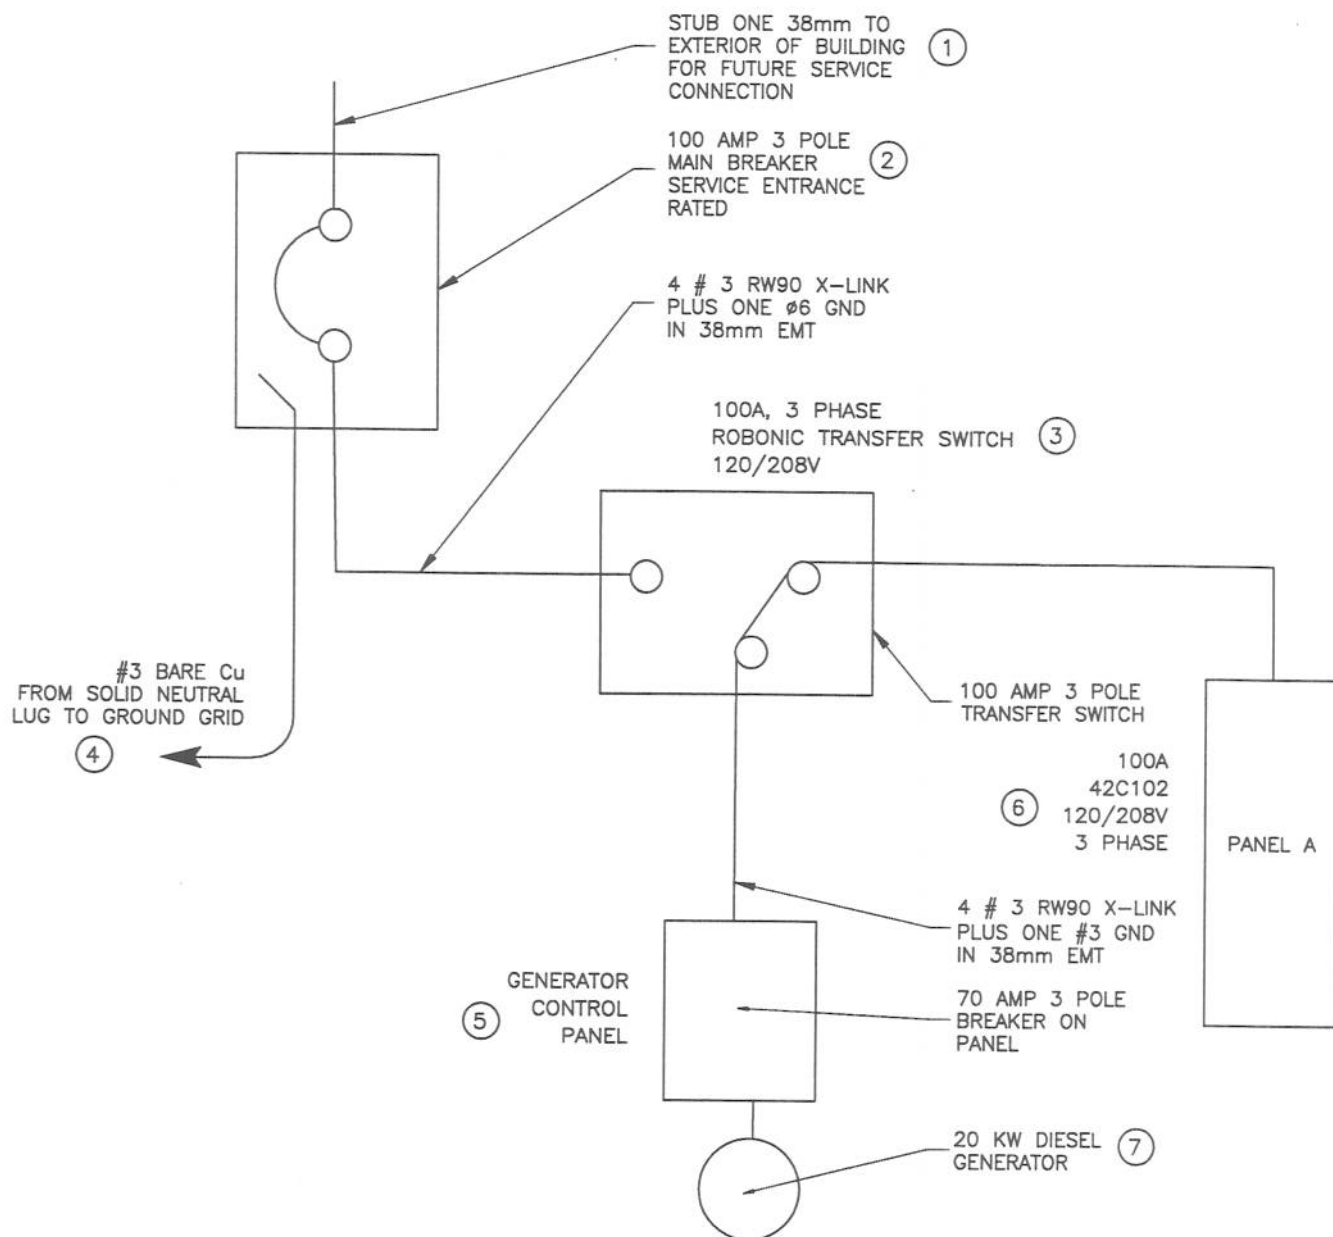 STUB ONE 38mm TO
EXTERIOR OF BUILDING
FOR FUTURE SERVICE
CONNECTION
1
100 AMP 3 POLE
MAIN BREAKER
SERVICE ENTRANCE
RATED
2
4 # 3 RW90 X-LINK
PLUS ONE ø6 GND
IN 38mm EMT
100A, 3 PHASE
ROBONIC TRANSFER SWITCH
120/208V
3
#3 BARE Cu
FROM SOLID NEUTRAL
LUG TO GROUND GRID
4
100 AMP 3 POLE
TRANSFER SWITCH
100A
42C102
120/208V
3 PHASE
6
PANEL A
4 # 3 RW90 X-LINK
PLUS ONE #3 GND
IN 38mm EMT
GENERATOR
CONTROL
PANEL
5
70 AMP 3 POLE
BREAKER ON
PANEL
20 KW DIESEL
GENERATOR
7